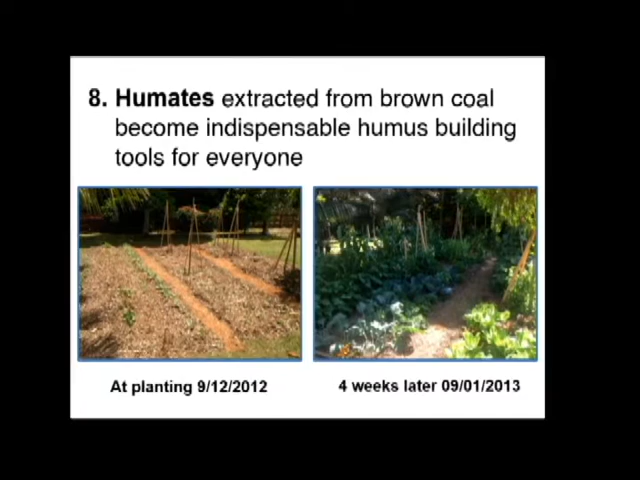 8. Humates extracted from brown coal
become indispensable humus building
tools for everyone
At planting 9/12/2012
4 weeks later 09/01/2013